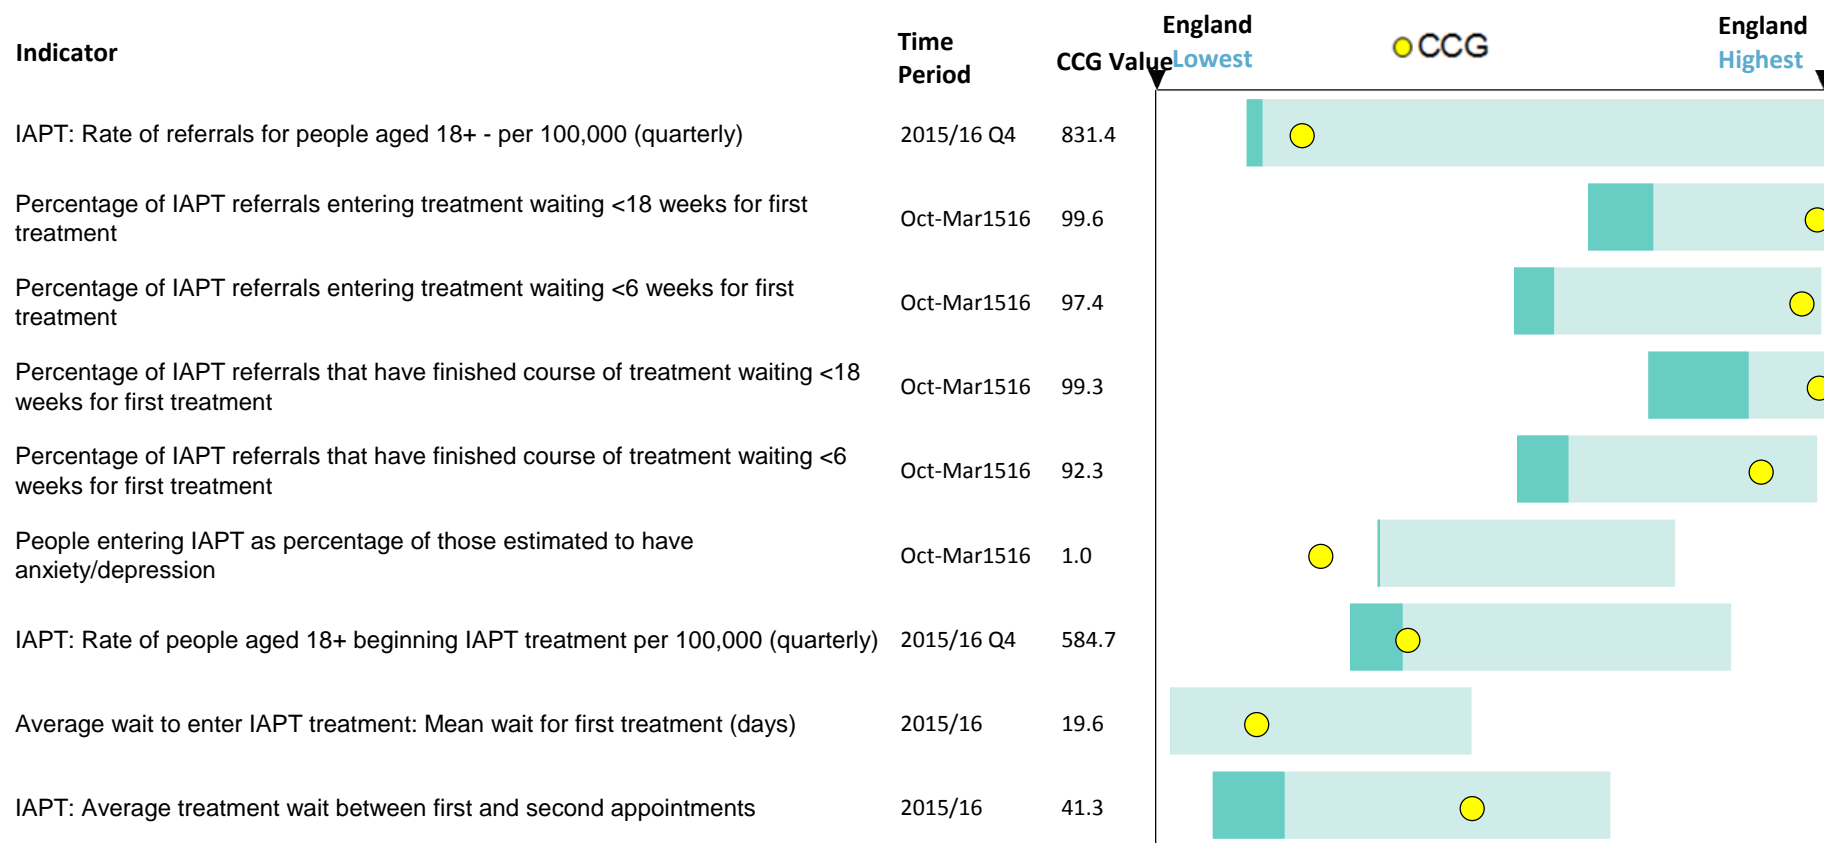 England
England
Indicator
Time
Period
CCG Value
Lowest
CCG
Highest
IAPT: Rate of referrals for people aged 18+ - per 100,000 (quarterly)
2015/16 Q4
831.4
Percentage of IAPT referrals entering treatment waiting <18 weeks for first
treatment
Oct-Mar1516
99.6
Percentage of IAPT referrals entering treatment waiting <6 weeks for first
treatment
Oct-Mar1516
97.4
Percentage of IAPT referrals that have finished course of treatment waiting <18
weeks for first treatment
Oct-Mar1516
99.3
Percentage of IAPT referrals that have finished course of treatment waiting <6
weeks for first treatment
Oct-Mar1516
92.3
People entering IAPT as percentage of those estimated to have
anxiety/depression
Oct-Mar1516
1.0
IAPT: Rate of people aged 18+ beginning IAPT treatment per 100,000 (quarterly)
2015/16 Q4
584.7
Average wait to enter IAPT treatment: Mean wait for first treatment (days)
2015/16
19.6
IAPT: Average treatment wait between first and second appointments
2015/16
41.3